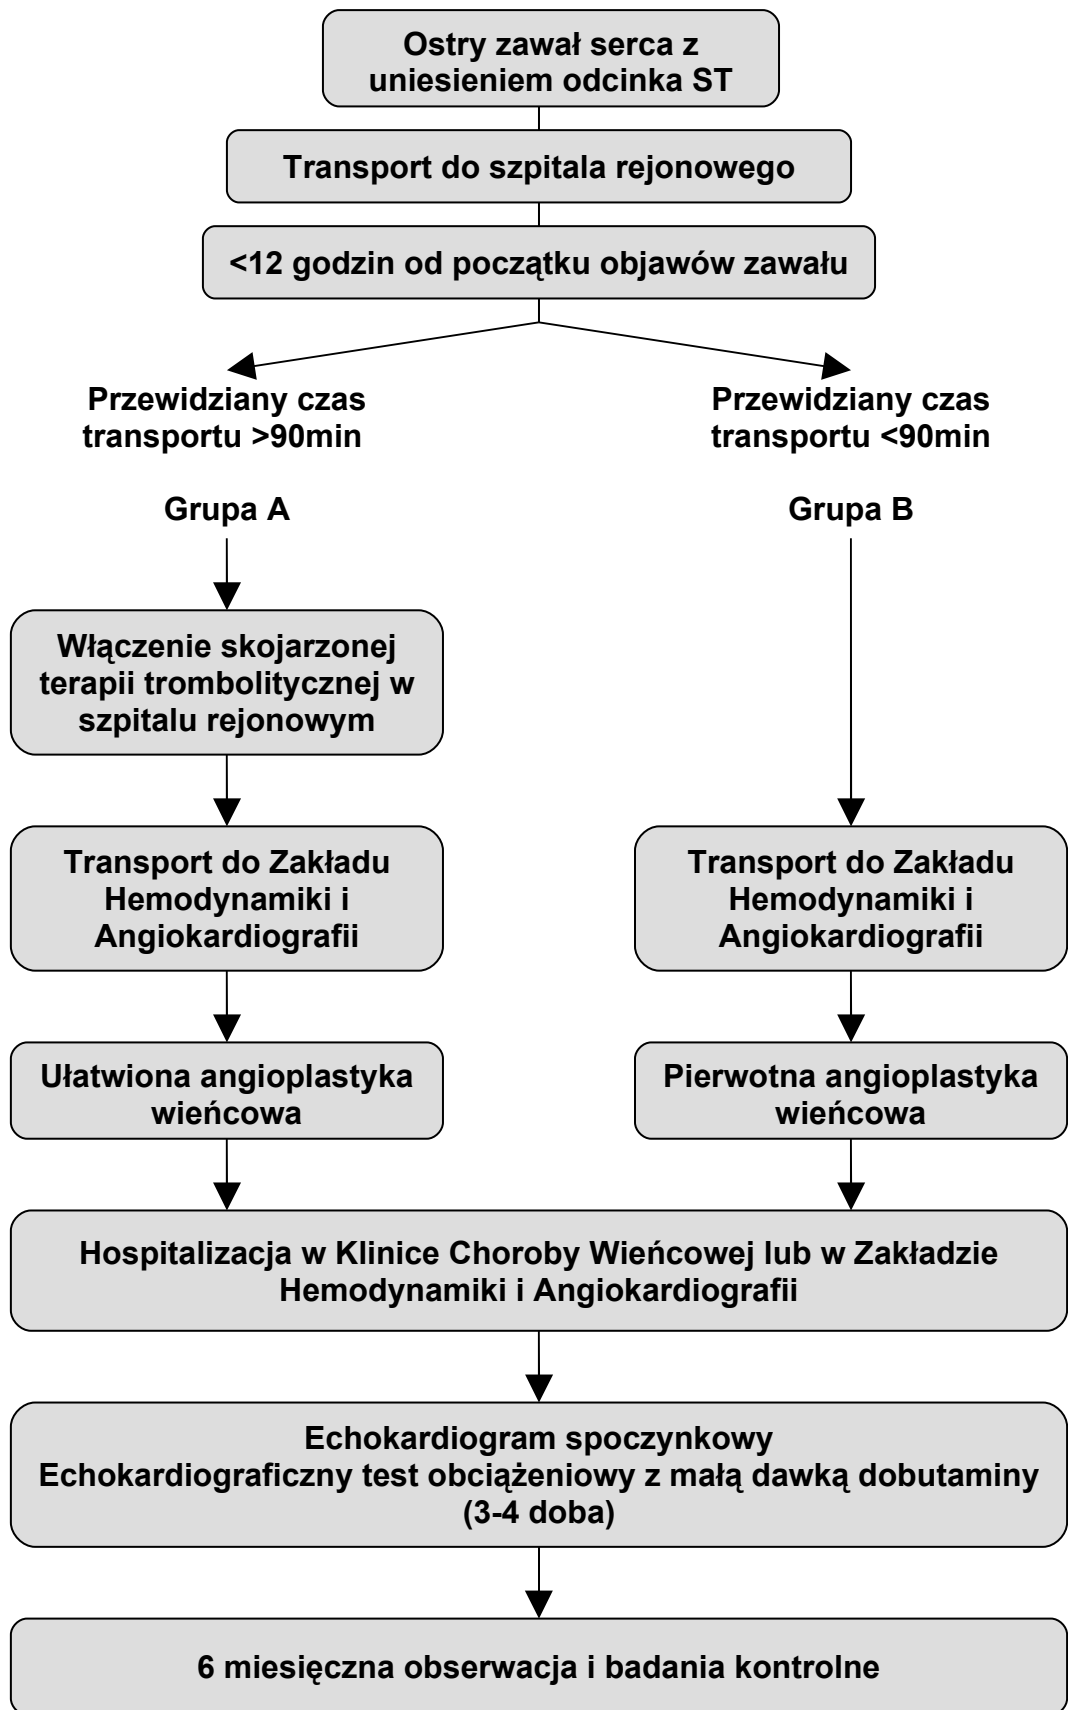 Ostry zawał serca z
uniesieniem odcinka ST
Transport do szpitala rejonowego
<12 godzin od początku objawów zawału
Przewidziany czas
transportu >90min
Grupa A
Przewidziany czas
transportu <90min
Grupa B
Włączenie skojarzonej
terapii trombolitycznej w
szpitalu rejonowym
Transport do Zakładu
Hemodynamiki i
Angiokardiografii
Transport do Zakładu
Hemodynamiki i
Angiokardiografii
Ułatwiona angioplastyka
wieńcowa
Pierwotna angioplastyka
wieńcowa
Hospitalizacja w Klinice Choroby Wieńcowej lub w Zakładzie
Hemodynamiki i Angiokardiografii
Echokardiogram spoczynkowy
Echokardiograficzny test obciążeniowy z małą dawką dobutaminy
(3-4 doba)
6 miesięczna obserwacja i badania kontrolne